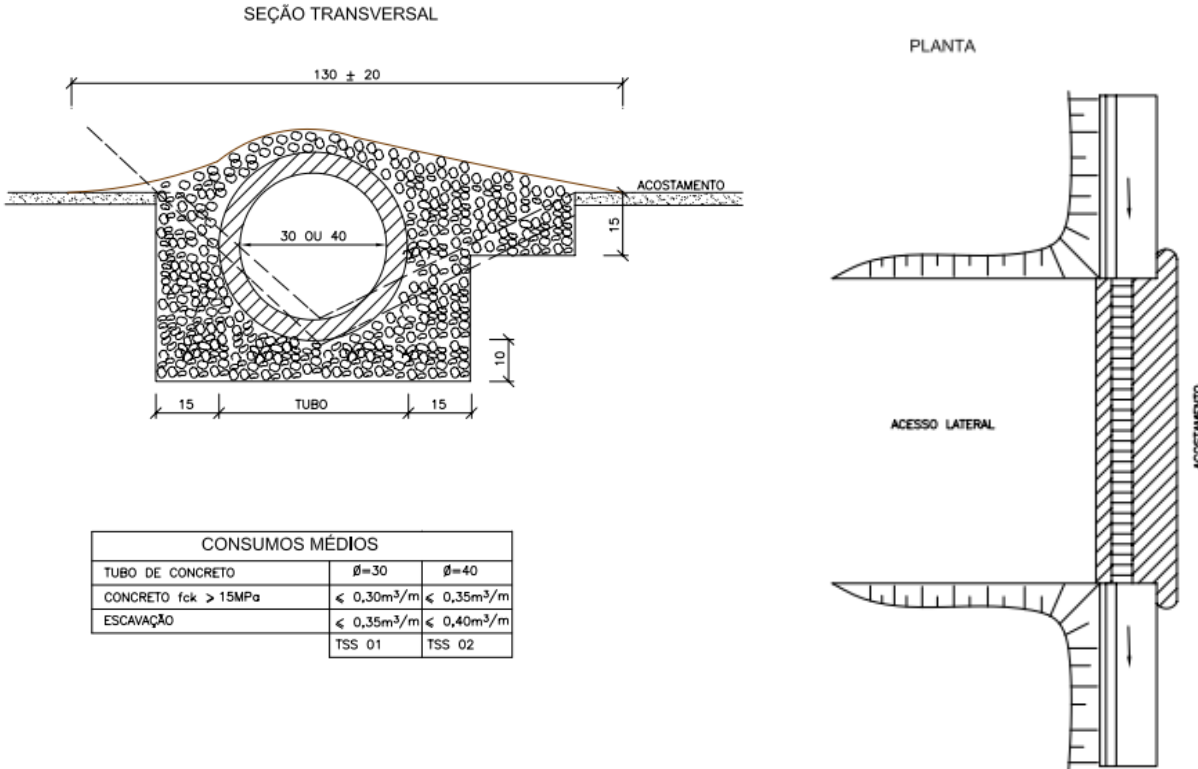 SEÇÃO TRANSVERSAL
130 ± 20
ACOSTAMENTO
30 OU 40
15
10
15 TUBO 15
CONSUMOS MÉDIOS
TUBO DE CONCRETO Ø=30 Ø=40
CONCRETO fck > 15MPa ⩽ 0,30m³/m ⩽ 0,35m³/m
ESCAVAÇÃO ⩽ 0,35m³/m ⩽ 0,40m³/m
TSS 01 TSS 02
PLANTA
ACESSO LATERAL
ACOSTAMENTO